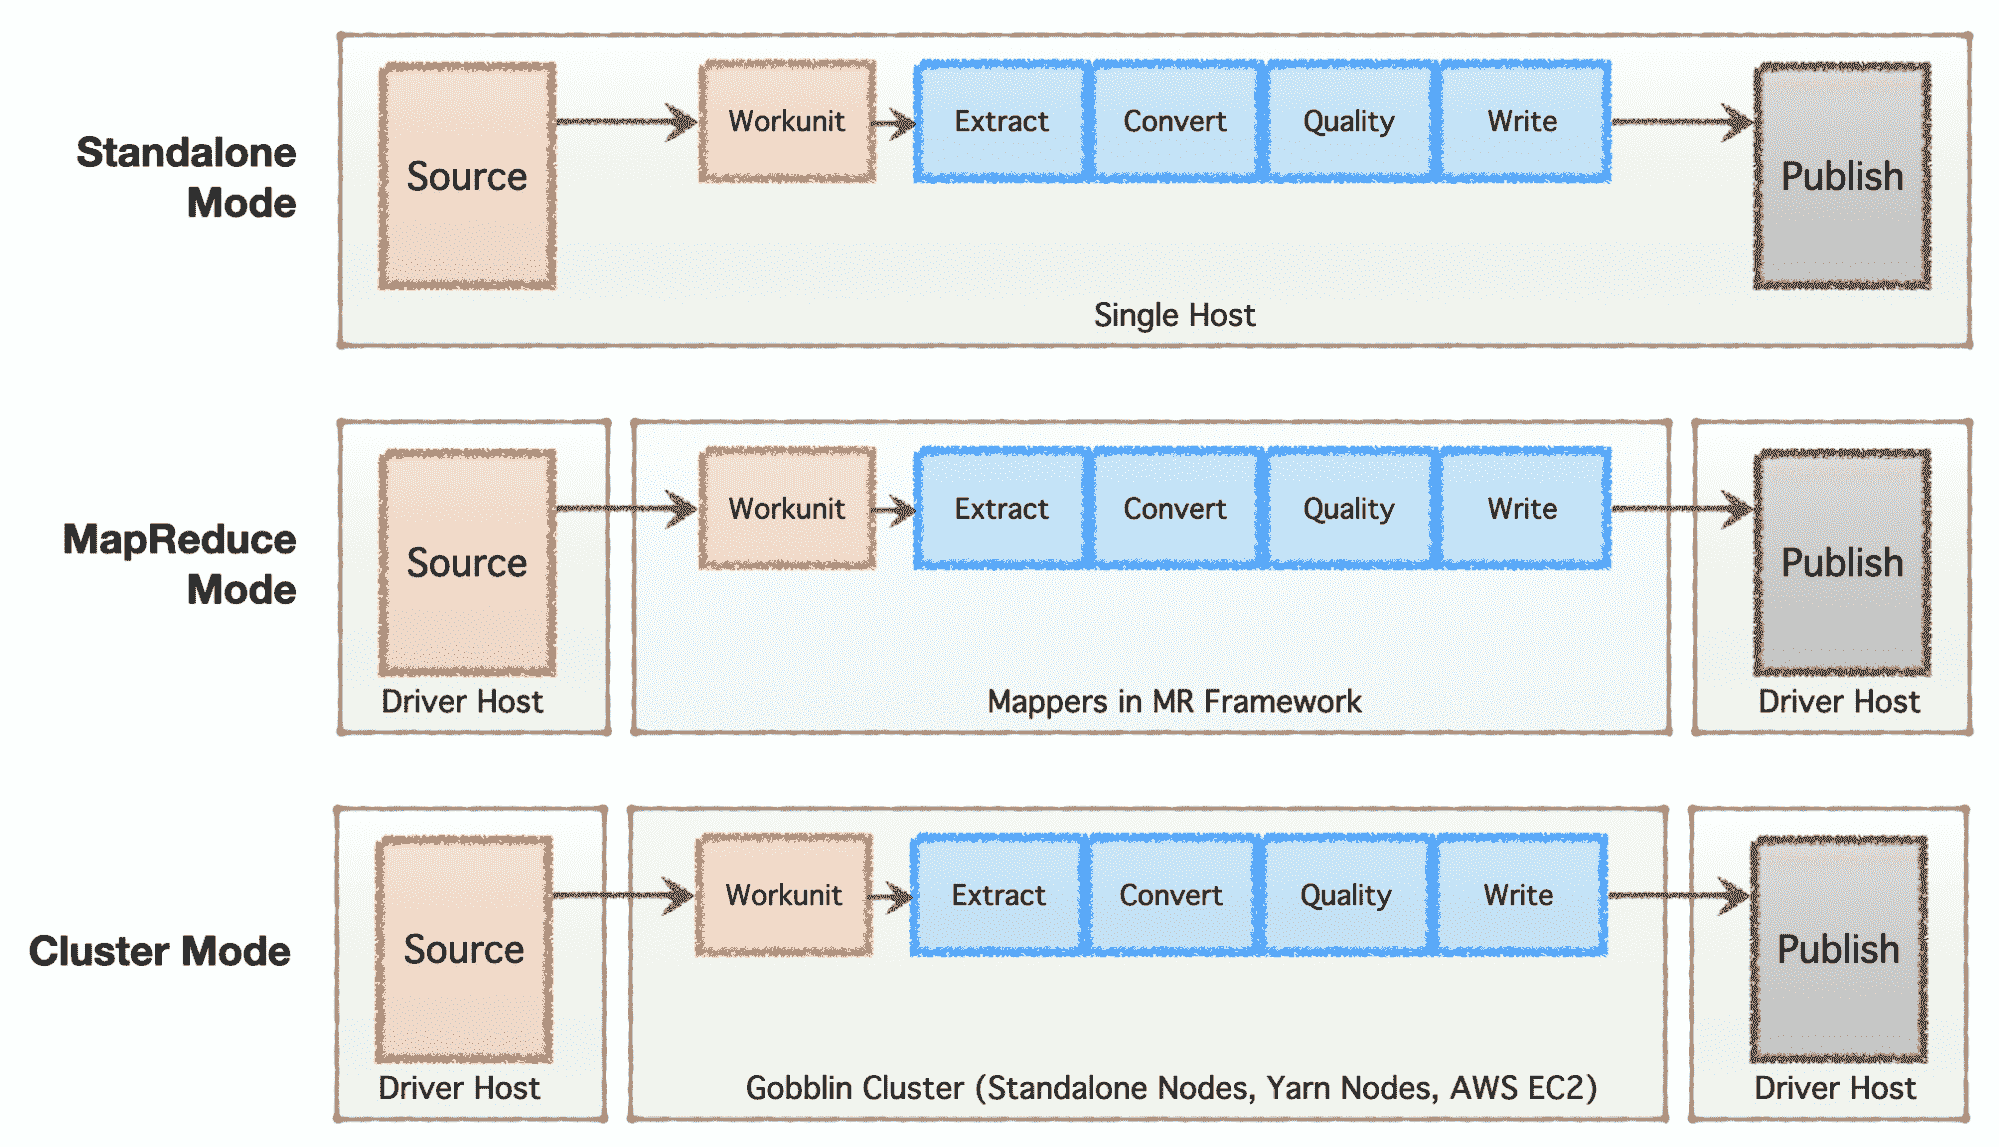 Standalone
Mode
Source
Workunit
Extract
Convert
Quality
Write
Publish
Single Host
MapReduce
Mode
Source
Workunit
Extract
Convert
Quality
Write
Publish
Driver Host
Mappers in MR Framework
Driver Host
Cluster Mode
Source
Workunit
Extract
Convert
Quality
Write
Publish
Driver Host
Gobblin Cluster (Standalone Nodes, Yarn Nodes, AWS EC2)
Driver Host